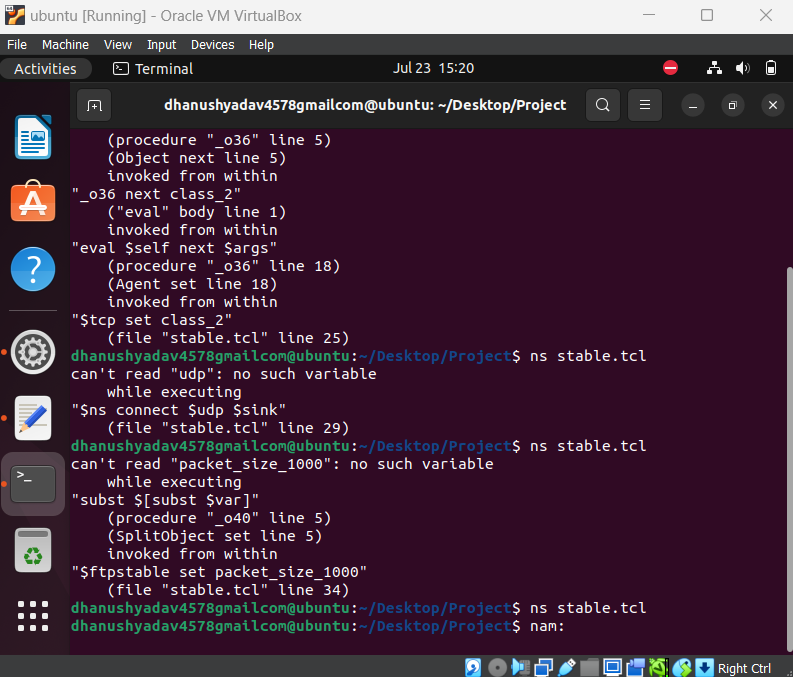 ubuntu [Running] - Oracle VM VirtualBox
File Machine View Input Devices Help
Activities Terminal Jul 23 15:20
dhanushyadav4578gmailcom@ubuntu: ~/Desktop/Project
(procedure "_o36" line 5)
(Object next line 5)
invoked from within
"_o36 next class_2"
("eval" body line 1)
invoked from within
"eval $self next $args"
(procedure "_o36" line 18)
(Agent set line 18)
invoked from within
"$tcp set class_2"
(file "stable.tcl" line 25)
dhanushyadav4578gmailcom@ubuntu:~/Desktop/Project$ ns stable.tcl
can't read "udp": no such variable
while executing
"$ns connect $udp $sink"
(file "stable.tcl" line 29)
dhanushyadav4578gmailcom@ubuntu:~/Desktop/Project$ ns stable.tcl
can't read "packet_size_1000": no such variable
while executing
"subst $[subst $var]"
(procedure "_o40" line 5)
(SplitObject set line 5)
invoked from within
"$ftpstable set packet_size_1000"
(file "stable.tcl" line 34)
dhanushyadav4578gmailcom@ubuntu:~/Desktop/Project$ ns stable.tcl
dhanushyadav4578gmailcom@ubuntu:~/Desktop/Project$ nam:
Right Ctrl